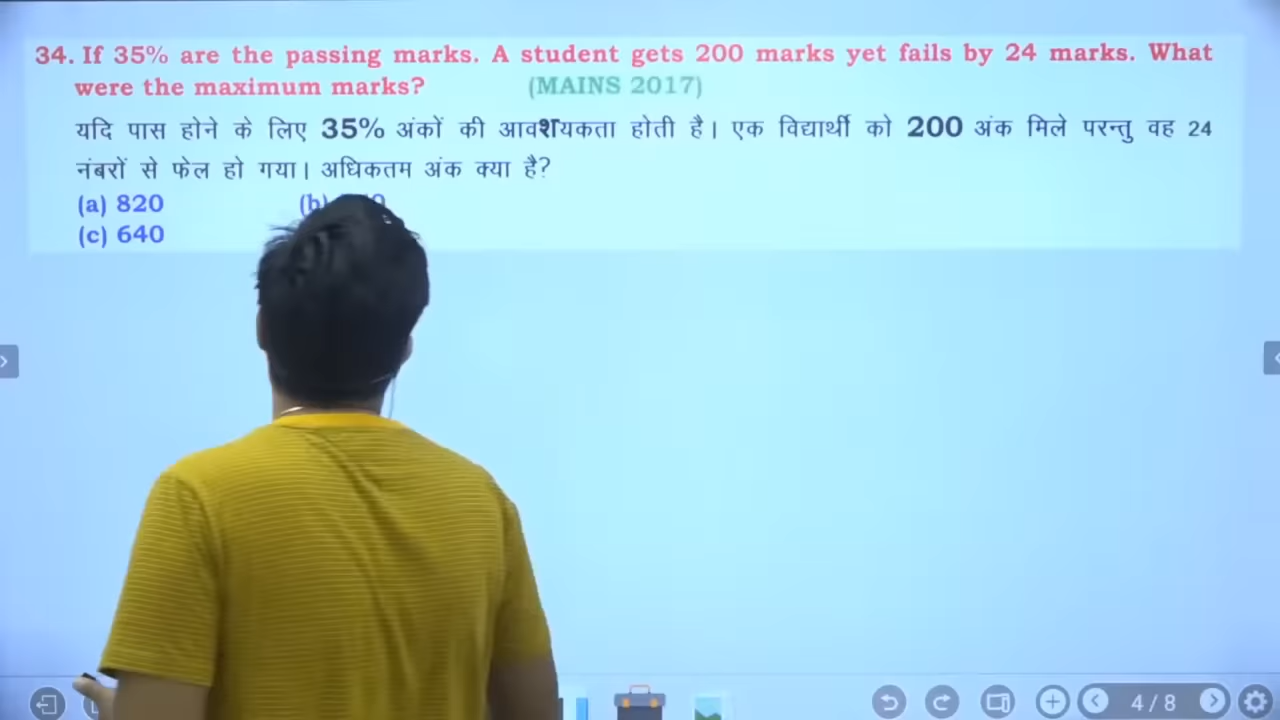 34. If 35% are the passing marks. A student gets 200 marks yet fails by 24 marks. What
were the maximum marks? (MAINS 2017)
यदि पास होने के लिए 35% अंकों की आवश्यकता होती है। एक विद्यार्थी को 200 अंक मिले परन्तु वह 24
नंबरों से फेल हो गया। अधिकतम अंक क्या है?
(a) 820 (b)
(c) 640
4 / 8